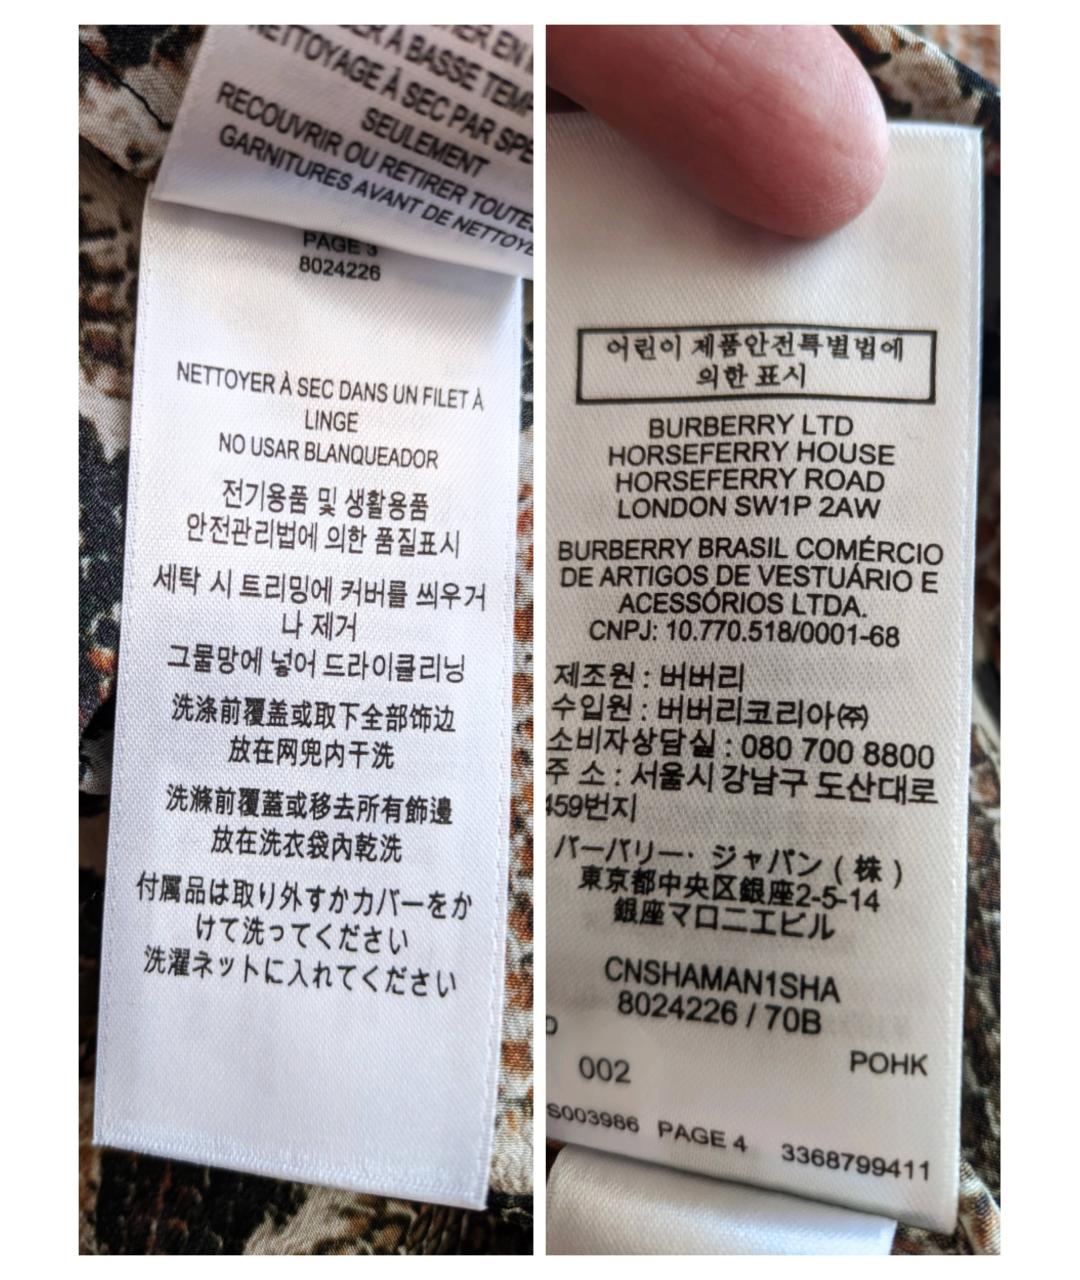 ER EN
ER À BASSE TEMP
NETTOYAGE À SEC PAR SPE
SEULEMENT
RECOUVRIR OU RETIRER TOUTES
GARNITURES AVANT DE NETTOYE
PAGE 3
8024226
NETTOYER À SEC DANS UN FILET À
LINGE
NO USAR BLANQUEADOR
전기용품 및 생활용품
안전관리법에 의한 품질표시
세탁 시 트리밍에 커버를 씌우거
나 제거
그물망에 넣어 드라이클리닝
洗涤前覆盖或取下全部饰边
放在网兜内干洗
洗滌前覆蓋或移去所有飾邊
放在洗衣袋內乾洗
付属品は取り外すかカバーをか
けて洗ってください
洗濯ネットに入れてください
어린이 제품안전특별법에
의한 표시
BURBERRY LTD
HORSEFERRY HOUSE
HORSEFERRY ROAD
LONDON SW1P 2AW
BURBERRY BRASIL COMÉRCIO
DE ARTIGOS DE VESTUÁRIO E
ACESSÓRIOS LTDA.
CNPJ: 10.770.518/0001-68
제조원 : 버버리
수입원 : 버버리코리아㈜
소비자상담실 : 080 700 8800
주 소 : 서울시 강남구 도산대로
459번지
バーバリー・ジャパン（株）
東京都中央区銀座2-5-14
銀座マロニエビル
CNSHAMAN1SHA
8024226 / 70B
POHK
002
S003986 PAGE 4 3368799411